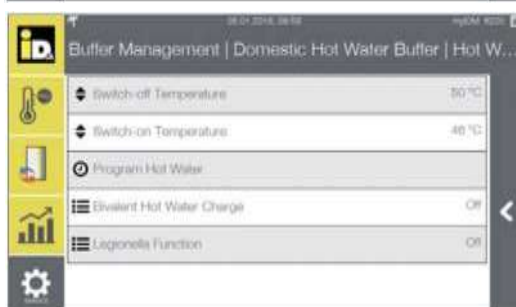 iD.
Buffer Management | Domestic Hot Water Buffer | Hot W...
Switch-off Temperature 50 °C
Switch-on Temperature 46 °C
Program Hot Water
Bivalent Hot Water Charge Off
Legionella Function Off